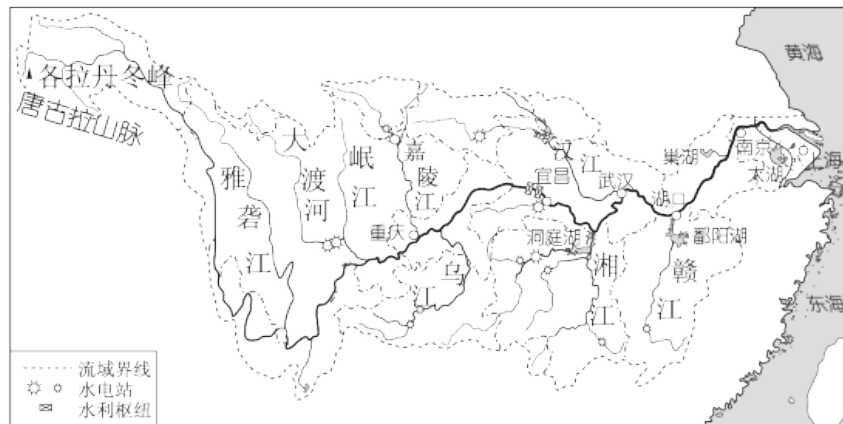 黄海
各拉丹冬峰
唐古拉山脉
大渡河
岷江
嘉陵江
汉江
雅砻江
宜昌
武汉
巢湖
南京
太湖
上海
湖口
重庆
洞庭湖
鄱阳湖
乌江
湘江
赣江
东海
流域界线
水电站
水利枢纽